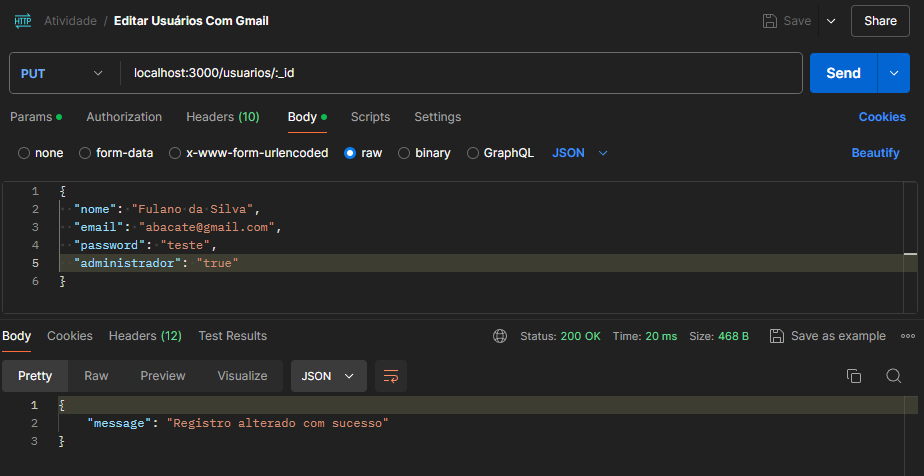 HTTP Atividade / Editar Usuários Com Gmail Save Share
PUT localhost:3000/usuarios/:_id Send
Params Authorization Headers (10) Body Scripts Settings Cookies
none form-data x-www-form-urlencoded raw binary GraphQL JSON Beautify
1 {
2 "nome": "Fulano da Silva",
3 "email": "abacate@gmail.com",
4 "password": "teste",
5 "administrador": "true"
6 }
Body Cookies Headers (12) Test Results Status: 200 OK Time: 20 ms Size: 468 B Save as example
Pretty Raw Preview Visualize JSON
1 {
2 "message": "Registro alterado com sucesso"
3 }